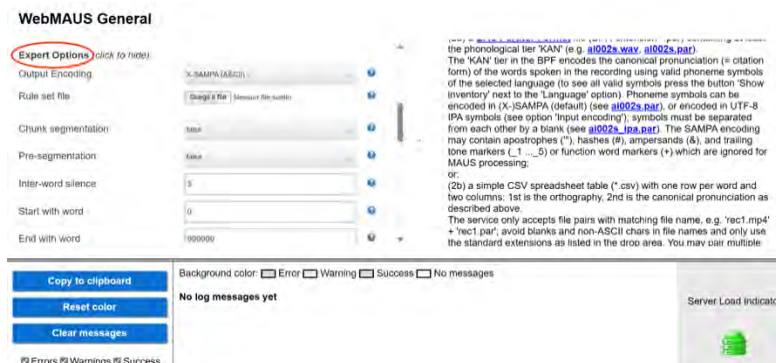 WebMAUS General
Expert Options (click to hide)
Output Encoding
X-SAMPA (ASCII)
Rule set file
Chunk segmentation
false
Pre-segmentation
false
Inter-word silence
5
Start with word
0
End with word
999999
the phonological tier 'KAN' (e.g. al002s.wav, al002s.par).
The 'KAN' tier in the BPF encodes the canonical pronunciation (= citation
form) of the words spoken in the recording using valid phoneme symbols
of the selected language (to see all valid symbols press the button 'Show
inventory' next to the 'Language' option). Phoneme symbols can be
encoded in (X-)SAMPA (default) (see al002s.par), or encoded in UTF-8
IPA symbols (see option 'Input encoding'); symbols must be separated
from each other by a blank (see al002s_ipa.par). The SAMPA encoding
may contain apostrophes ("'), hashes (#), ampersands (&), and trailing
tone markers (_1 ..._5) or function word markers (+) which are ignored for
MAUS processing;
or:
(2b) a simple CSV spreadsheet table (*.csv) with one row per word and
two columns: 1st is the orthography, 2nd is the canonical pronunciation as
described above.
The service only accepts file pairs with matching file name, e.g. 'rec1.mp4'
+ 'rec1.par'; avoid blanks and non-ASCII chars in file names and only use
the standard extensions as listed in the drop area. You may pair multiple
Copy to clipboard
Reset color
Clear messages
Errors Warnings Success
Background color: Error Warning Success No messages
No log messages yet
Server Load Indicato